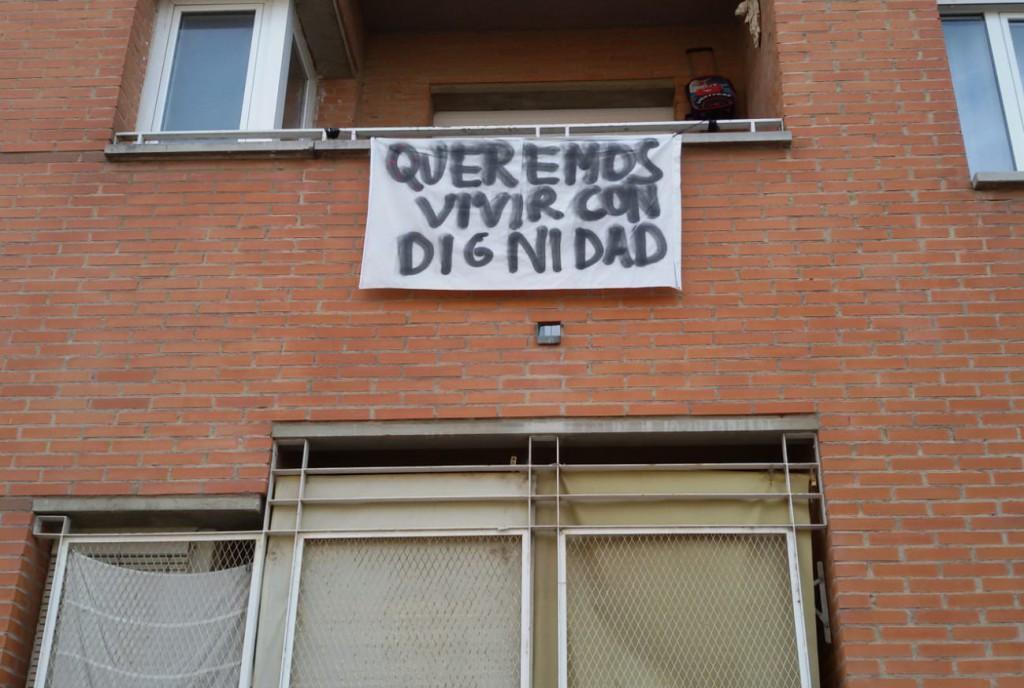 QUEREMOS
VIVIR CON
DIGNIDAD